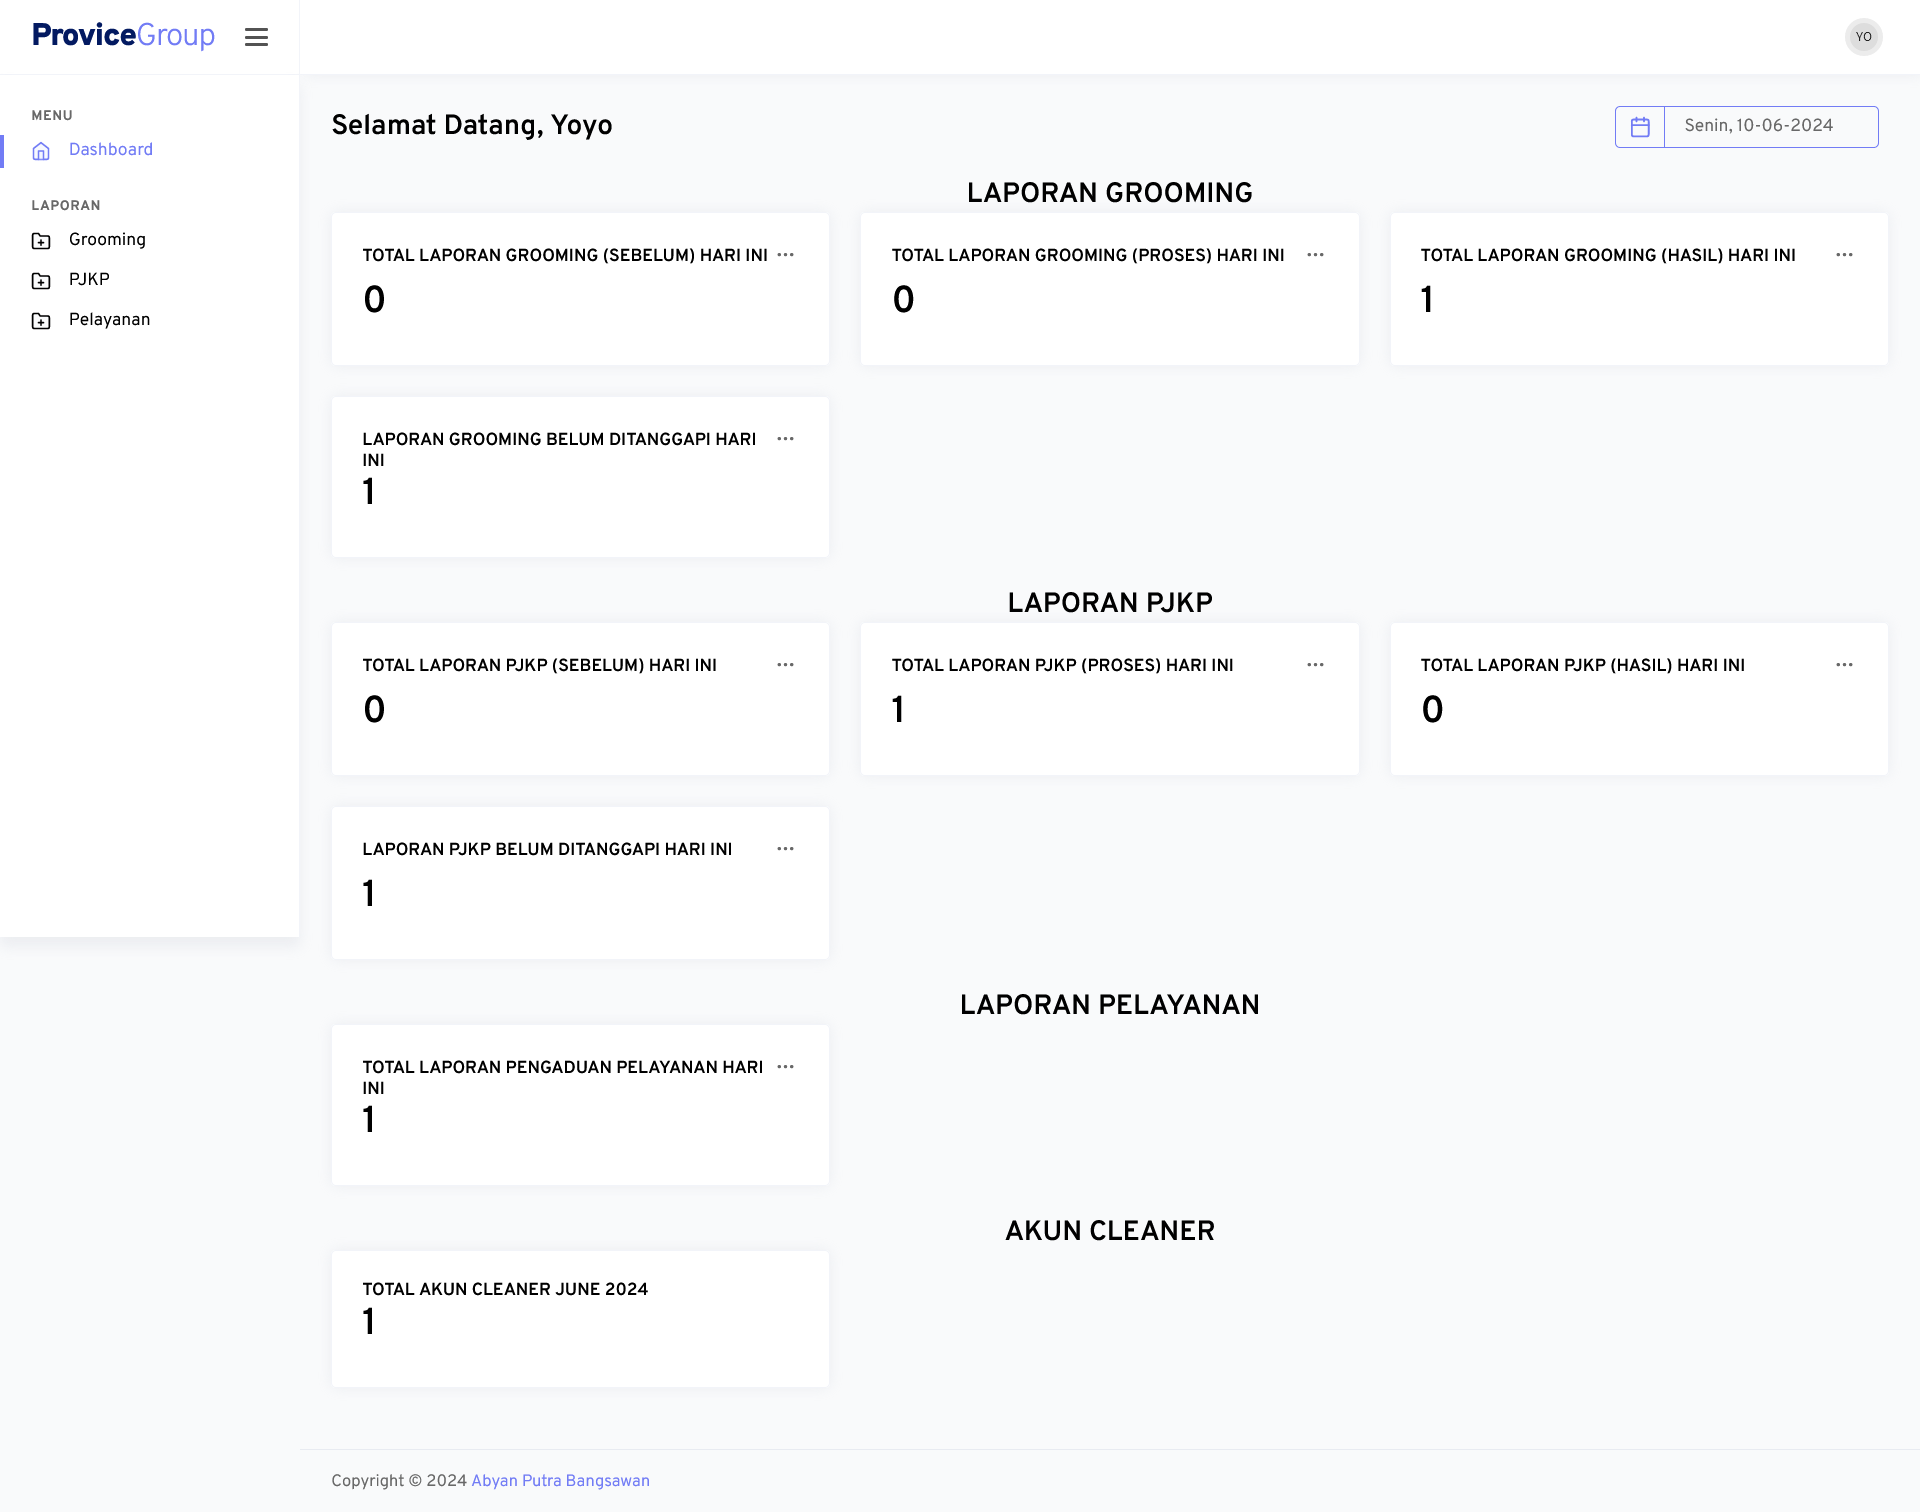 ProviceGroup
YO
MENU
Dashboard
LAPORAN
Grooming
PJKP
Pelayanan
Selamat Datang, Yoyo
Senin, 10-06-2024
LAPORAN GROOMING
TOTAL LAPORAN GROOMING (SEBELUM) HARI INI
0
TOTAL LAPORAN GROOMING (PROSES) HARI INI
0
TOTAL LAPORAN GROOMING (HASIL) HARI INI
1
LAPORAN GROOMING BELUM DITANGGAPI HARI
INI
1
LAPORAN PJKP
TOTAL LAPORAN PJKP (SEBELUM) HARI INI
0
TOTAL LAPORAN PJKP (PROSES) HARI INI
1
TOTAL LAPORAN PJKP (HASIL) HARI INI
0
LAPORAN PJKP BELUM DITANGGAPI HARI INI
1
LAPORAN PELAYANAN
TOTAL LAPORAN PENGADUAN PELAYANAN HARI
INI
1
AKUN CLEANER
TOTAL AKUN CLEANER JUNE 2024
1
Copyright © 2024 Abyan Putra Bangsawan